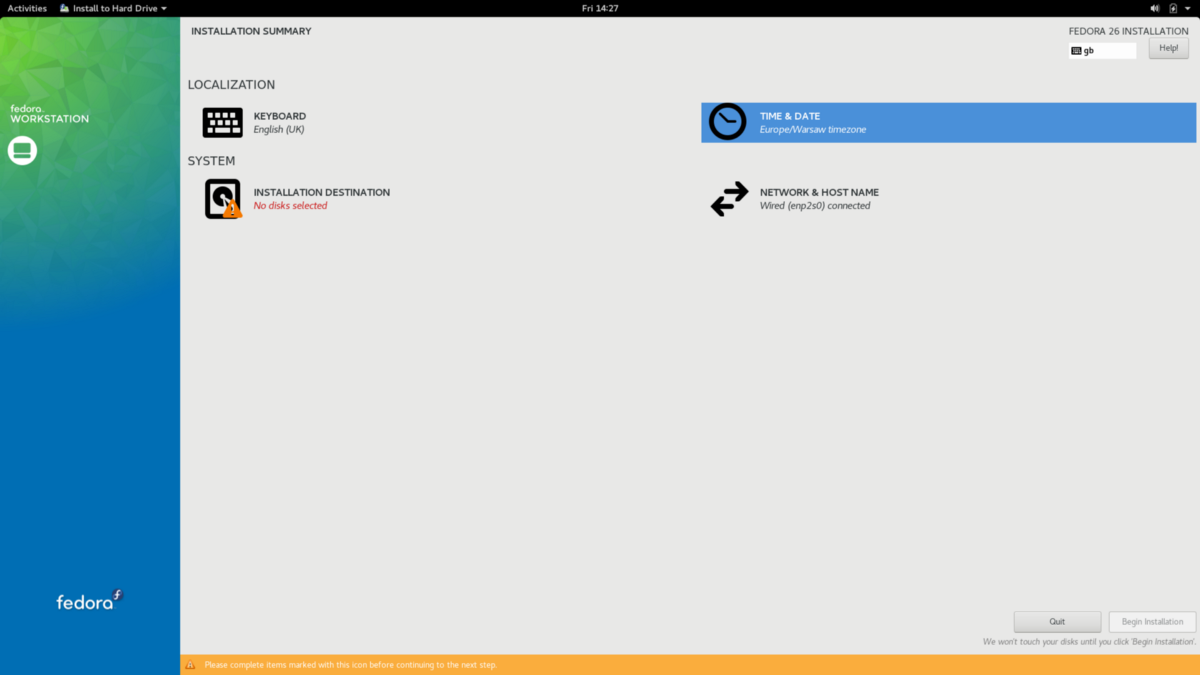 Activities Install to Hard Drive Fri 14:27
INSTALLATION SUMMARY
FEDORA 26 INSTALLATION
gb
Help!
fedora.
WORKSTATION
LOCALIZATION
KEYBOARD
English (UK)
TIME & DATE
Europe/Warsaw timezone
SYSTEM
INSTALLATION DESTINATION
No disks selected
NETWORK & HOST NAME
Wired (enp2s0) connected
fedora
Quit
Begin Installation
We won't touch your disks until you click 'Begin Installation'.
Please complete items marked with this icon before continuing to the next step.